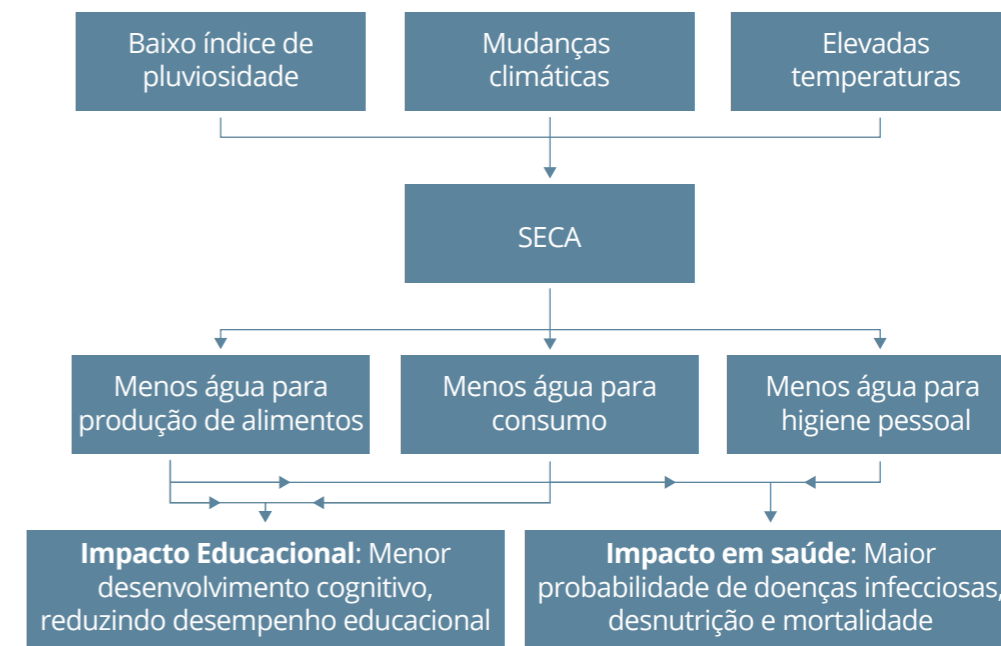 Baixo índice de
pluviosidade
Mudanças
climáticas
Elevadas
temperaturas
SECA
Menos água para
produção de alimentos
Menos água para
consumo
Menos água para
higiene pessoal
Impacto Educacional: Menor
desenvolvimento cognitivo,
reduzindo desempenho educacional
Impacto em saúde: Maior
probabilidade de doenças infecciosas,
desnutrição e mortalidade